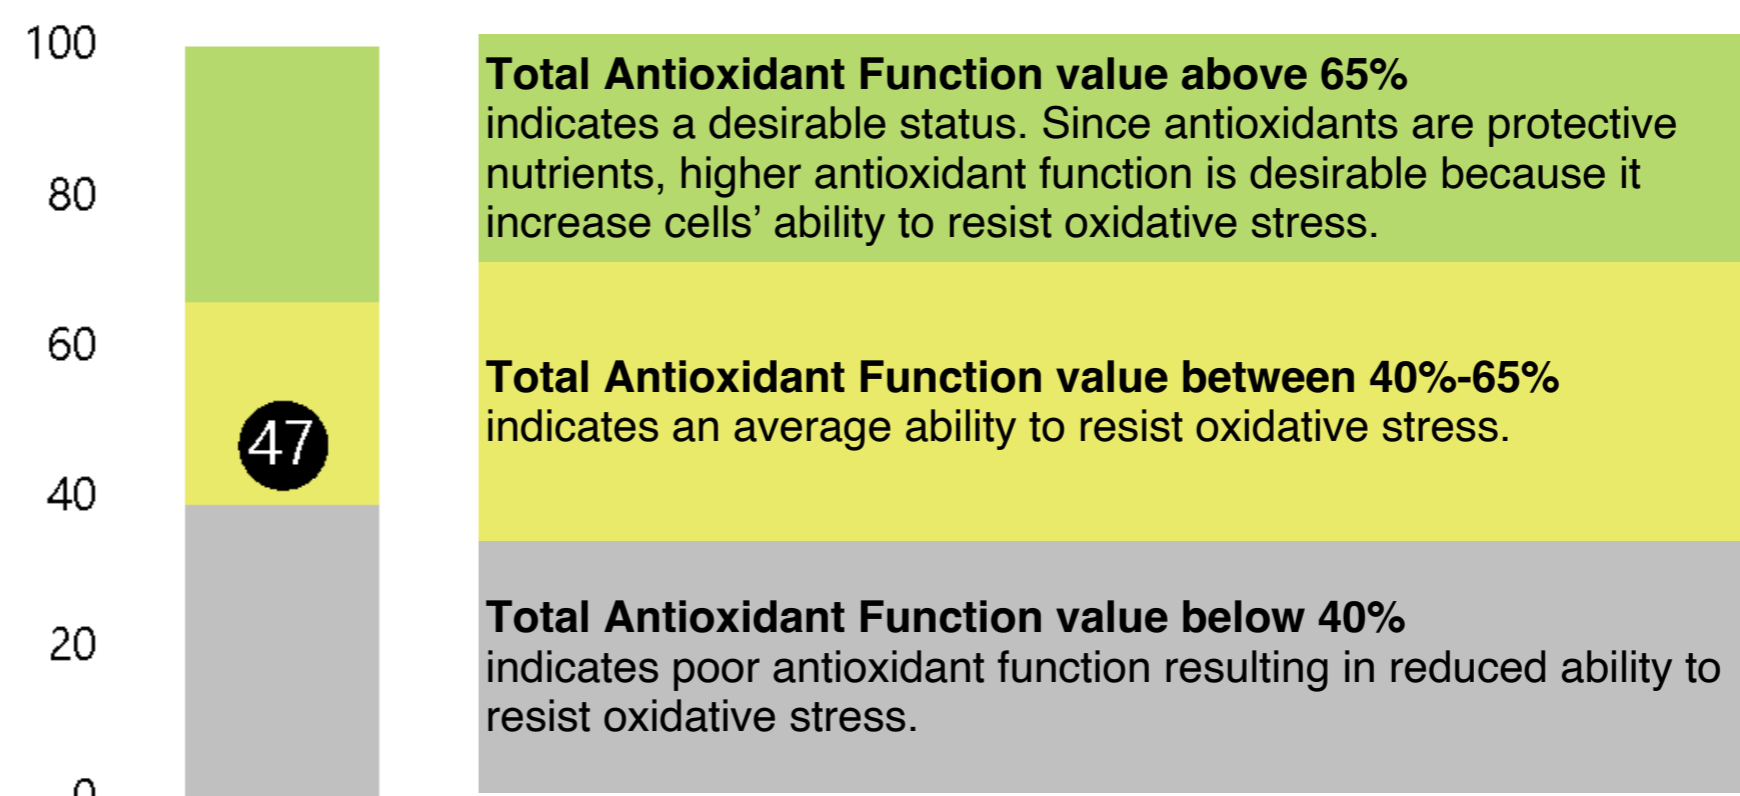 100
80
60
40
20
0
47
Total Antioxidant Function value above 65%
indicates a desirable status. Since antioxidants are protective
nutrients, higher antioxidant function is desirable because it
increase cells’ ability to resist oxidative stress.
Total Antioxidant Function value between 40%-65%
indicates an average ability to resist oxidative stress.
Total Antioxidant Function value below 40%
indicates poor antioxidant function resulting in reduced ability to
resist oxidative stress.